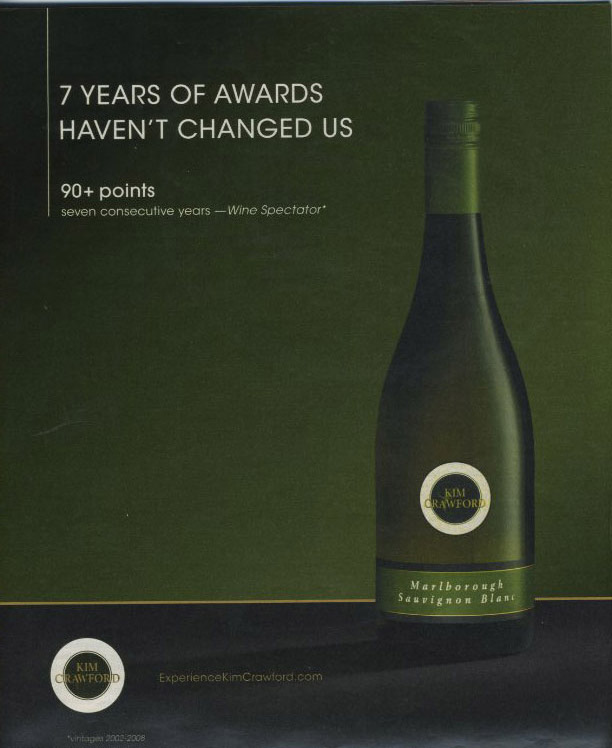 7 YEARS OF AWARDS
HAVEN'T CHANGED US
90+ points
seven consecutive years —Wine Spectator*
KIM
CRAWFORD
Marlborough
Sauvignon Blanc
KIM
CRAWFORD
ExperienceKimCrawford.com
*vintages 2002-2008